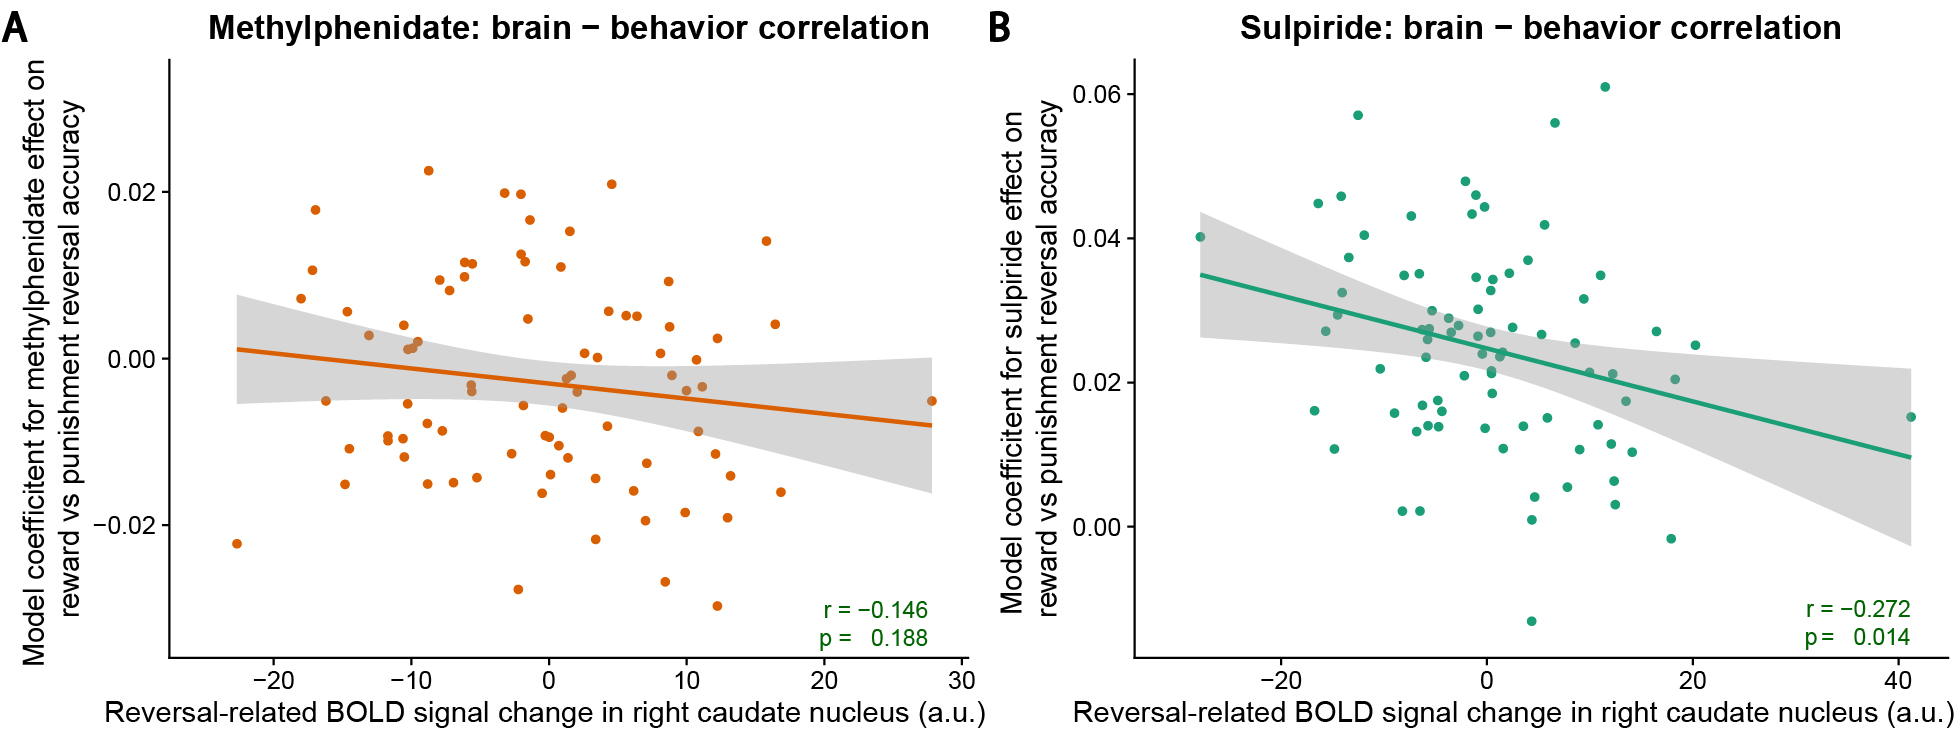 A
Methylphenidate: brain − behavior correlation
Model coefficitent for methylphenidate effect on
reward vs punishment reversal accuracy
0.02
0.00
−0.02
r = −0.146
p = 0.188
−20 −10 0 10 20 30
Reversal-related BOLD signal change in right caudate nucleus (a.u.)
B
Sulpiride: brain − behavior correlation
Model coefficitent for sulpiride effect on
reward vs punishment reversal accuracy
0.06
0.04
0.02
0.00
r = −0.272
p = 0.014
−20 0 20 40
Reversal-related BOLD signal change in right caudate nucleus (a.u.)